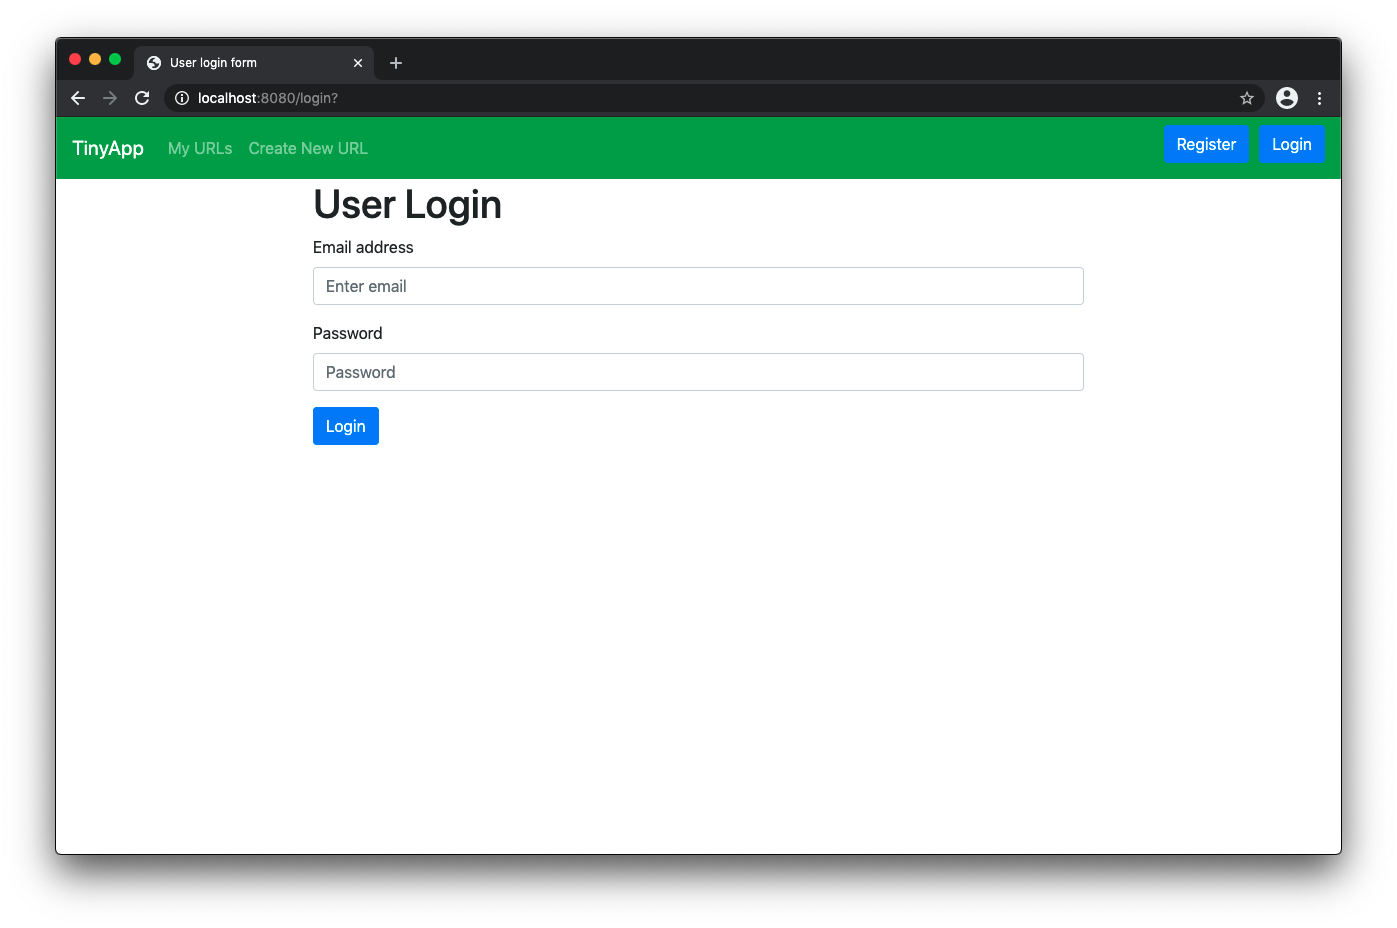 User login form
localhost:8080/login?
TinyApp My URLs Create New URL Register Login
User Login
Email address
Enter email
Password
Password
Login